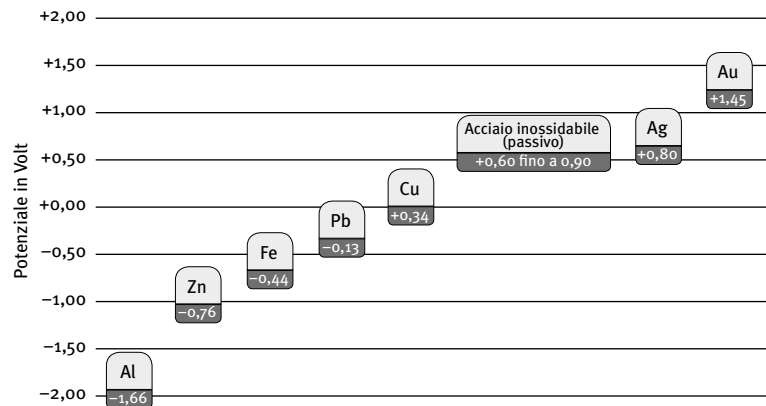 Potenziale in Volt
+2,00
+1,50
+1,00
+0,50
+0,00
−0,50
−1,00
−1,50
−2,00
Al
−1,66
Zn
−0,76
Fe
−0,44
Pb
−0,13
Cu
+0,34
Acciaio inossidabile
(passivo)
+0,60 fino a 0,90
Ag
+0,80
Au
+1,45